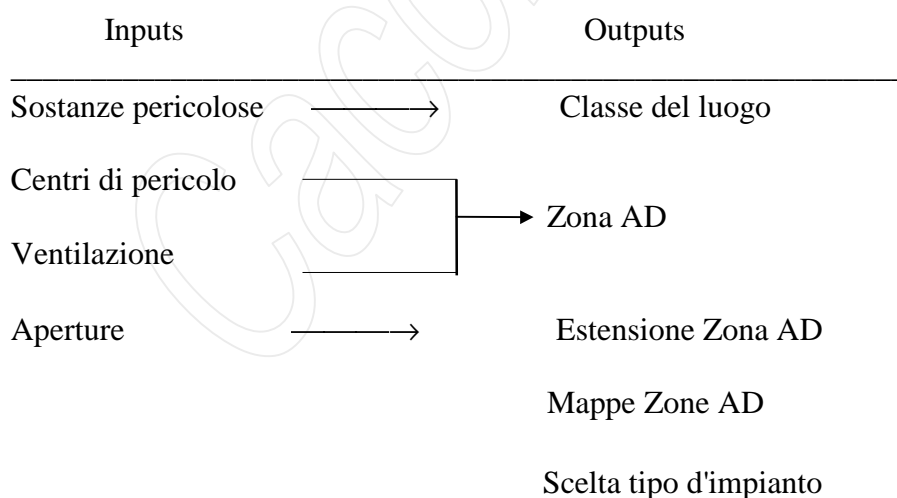 Inputs Outputs
Sostanze pericolose → Classe del luogo
Centri di pericolo
Zona AD
Ventilazione
Aperture → Estensione Zona AD
Mappe Zone AD
Scelta tipo d'impianto